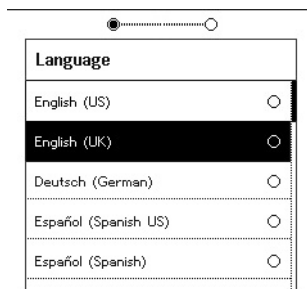 Language
English (US)
English (UK)
Deutsch (German)
Español (Spanish US)
Español (Spanish)